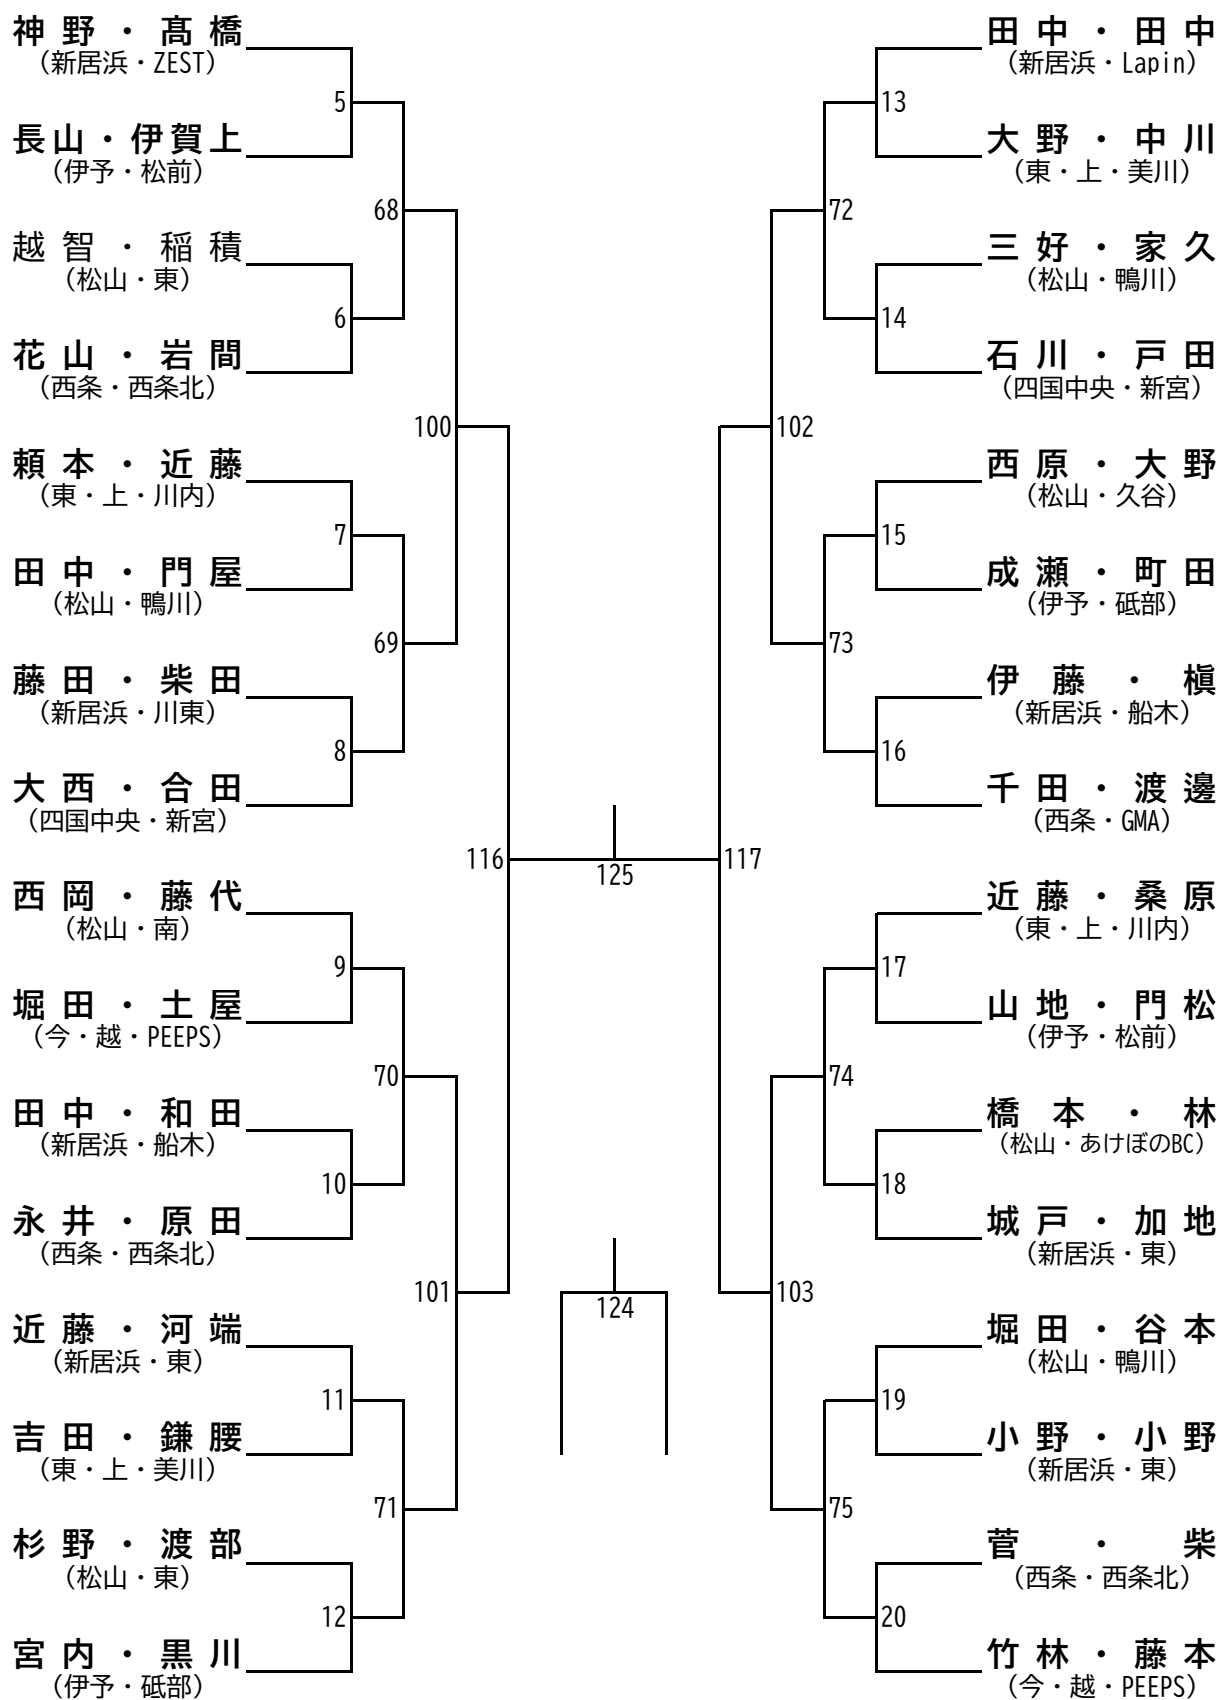 神野・髙橋
（新居浜・ZEST）
5
長山・伊賀上
（伊予・松前）
68
越智・稲積
（松山・東）
6
花山・岩間
（西条・西条北）
100
頼本・近藤
（東・上・川内）
7
田中・門屋
（松山・鴨川）
69
藤田・柴田
（新居浜・川東）
8
大西・合田
（四国中央・新宮）
116
西岡・藤代
（松山・南）
9
堀田・土屋
（今・越・PEEPS）
70
田中・和田
（新居浜・船木）
10
永井・原田
（西条・西条北）
101
近藤・河端
（新居浜・東）
11
吉田・鎌腰
（東・上・美川）
71
杉野・渡部
（松山・東）
12
宮内・黒川
（伊予・砥部）
125
124
田中・田中
（新居浜・Lapin）
13
大野・中川
（東・上・美川）
72
三好・家久
（松山・鴨川）
14
石川・戸田
（四国中央・新宮）
102
西原・大野
（松山・久谷）
15
成瀬・町田
（伊予・砥部）
73
伊藤・槇
（新居浜・船木）
16
千田・渡邊
（西条・GMA）
117
近藤・桑原
（東・上・川内）
17
山地・門松
（伊予・松前）
74
橋本・林
（松山・あけぼのBC）
18
城戸・加地
（新居浜・東）
103
堀田・谷本
（松山・鴨川）
19
小野・小野
（新居浜・東）
75
菅・柴
（西条・西条北）
20
竹林・藤本
（今・越・PEEPS）